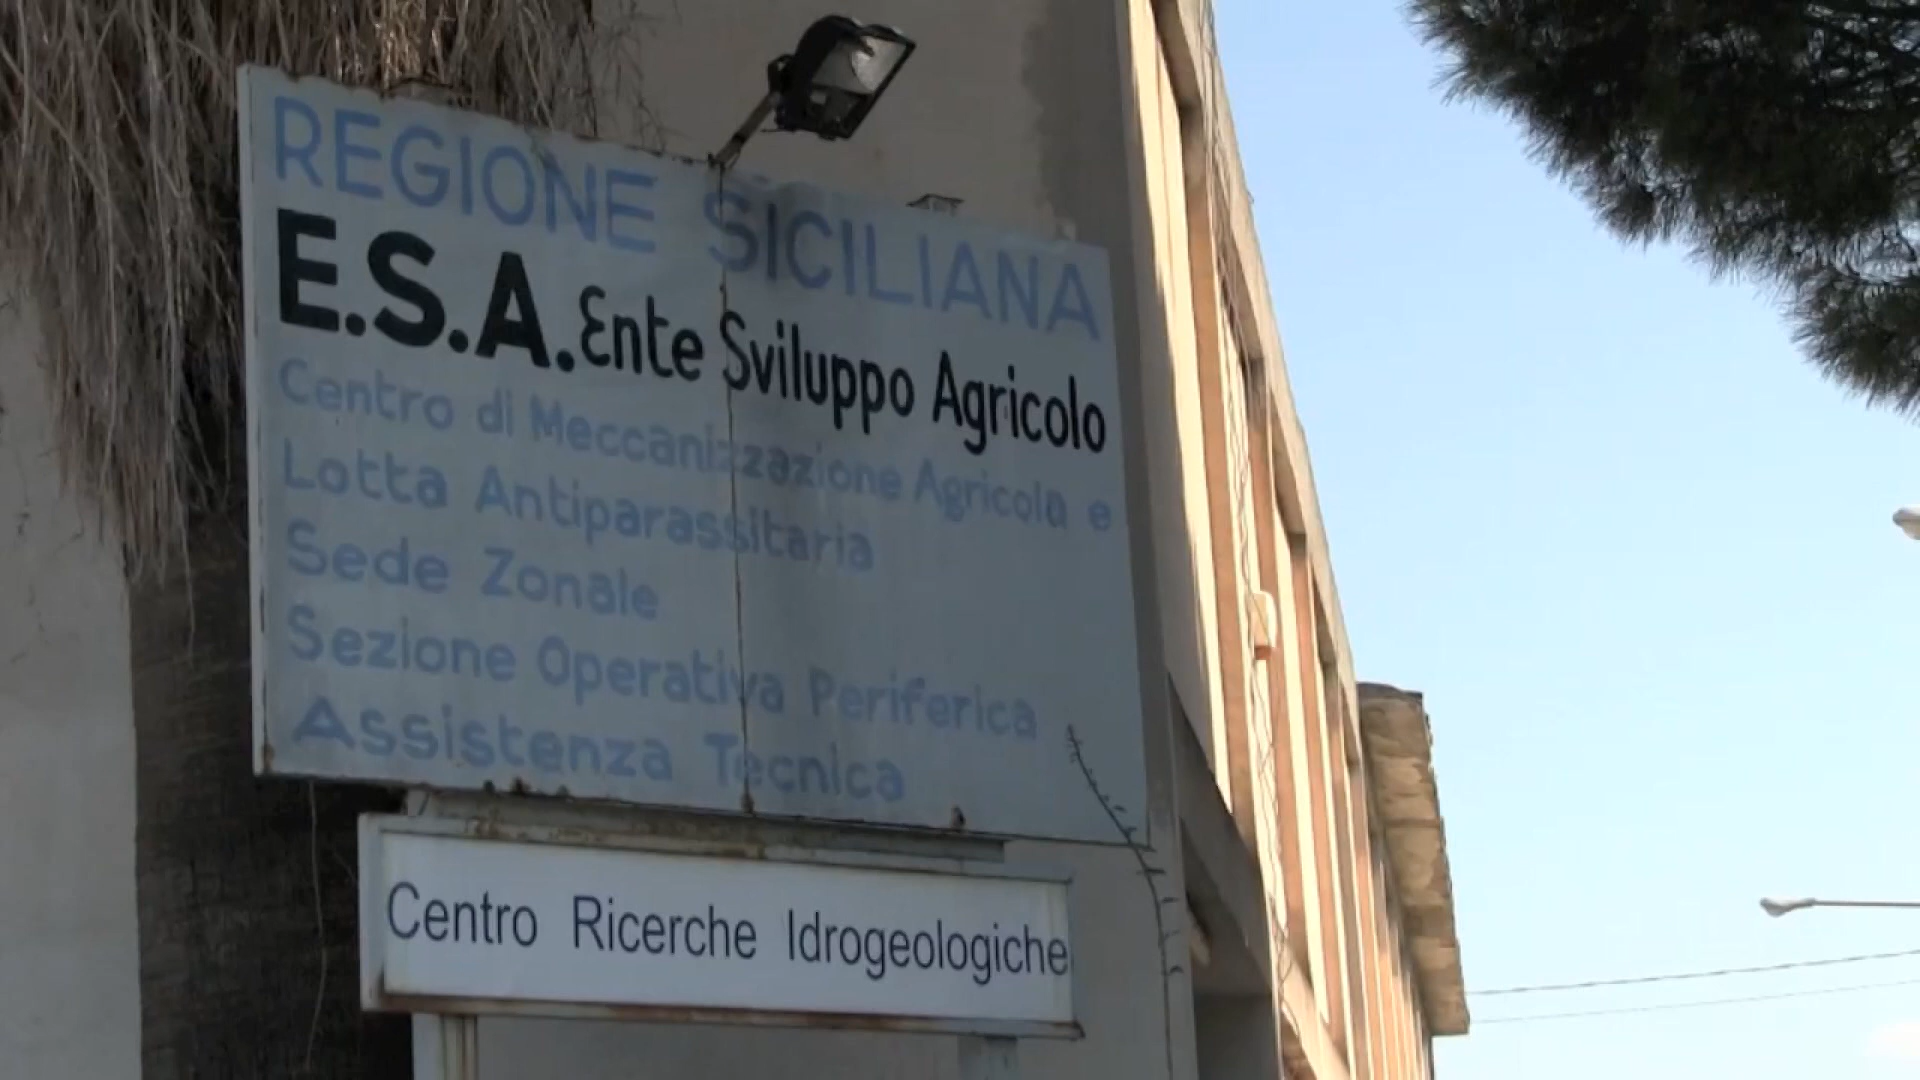 REGIONE SICILIANA
E.S.A. Ente Sviluppo Agricolo
Centro di Meccanizzazione Agricola e
Lotta Antiparassitaria
Sede Zonale
Sezione Operativa Periferica
Assistenza Tecnica
Centro Ricerche Idrogeologiche